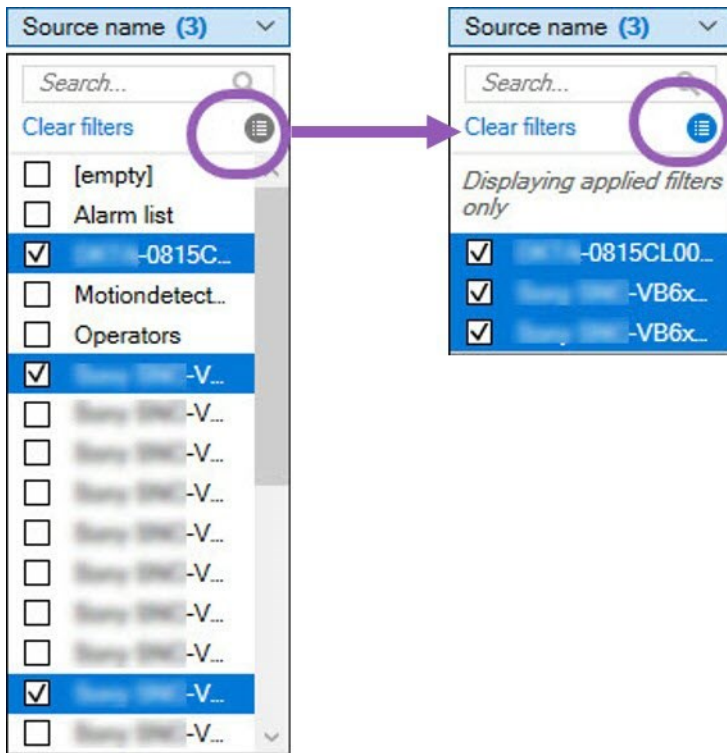 Source name (3)
Search...
Clear filters
[empty]
Alarm list
-0815C...
Motiondetect...
Operators
-V...
-V...
-V...
-V...
-V...
-V...
-V...
-V...
-V...
-V...
Source name (3)
Search...
Clear filters
Displaying applied filters
only
-0815CL00...
-VB6x...
-VB6x...